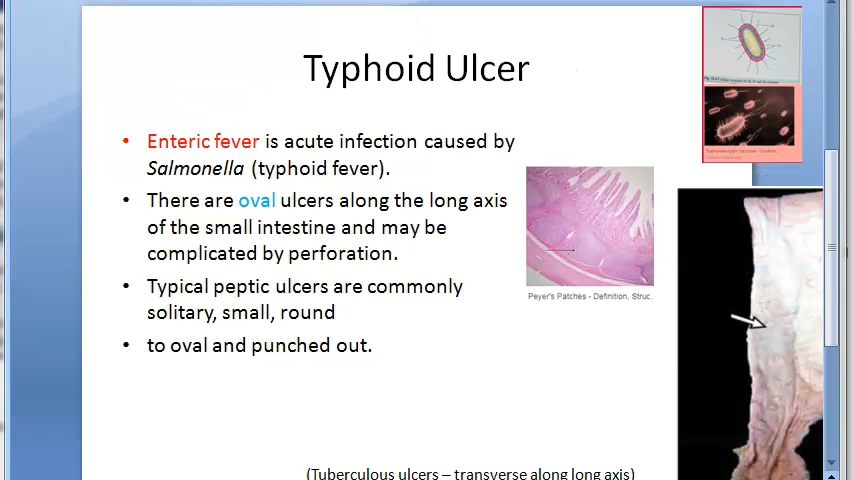 Typhoid Ulcer
• Enteric fever is acute infection caused by
Salmonella (typhoid fever).
• There are oval ulcers along the long axis
of the small intestine and may be
complicated by perforation.
• Typical peptic ulcers are commonly
solitary, small, round
• to oval and punched out.
Peyer's Patches - Definition, Struc.
(Tuberculous ulcers – transverse along long axis)